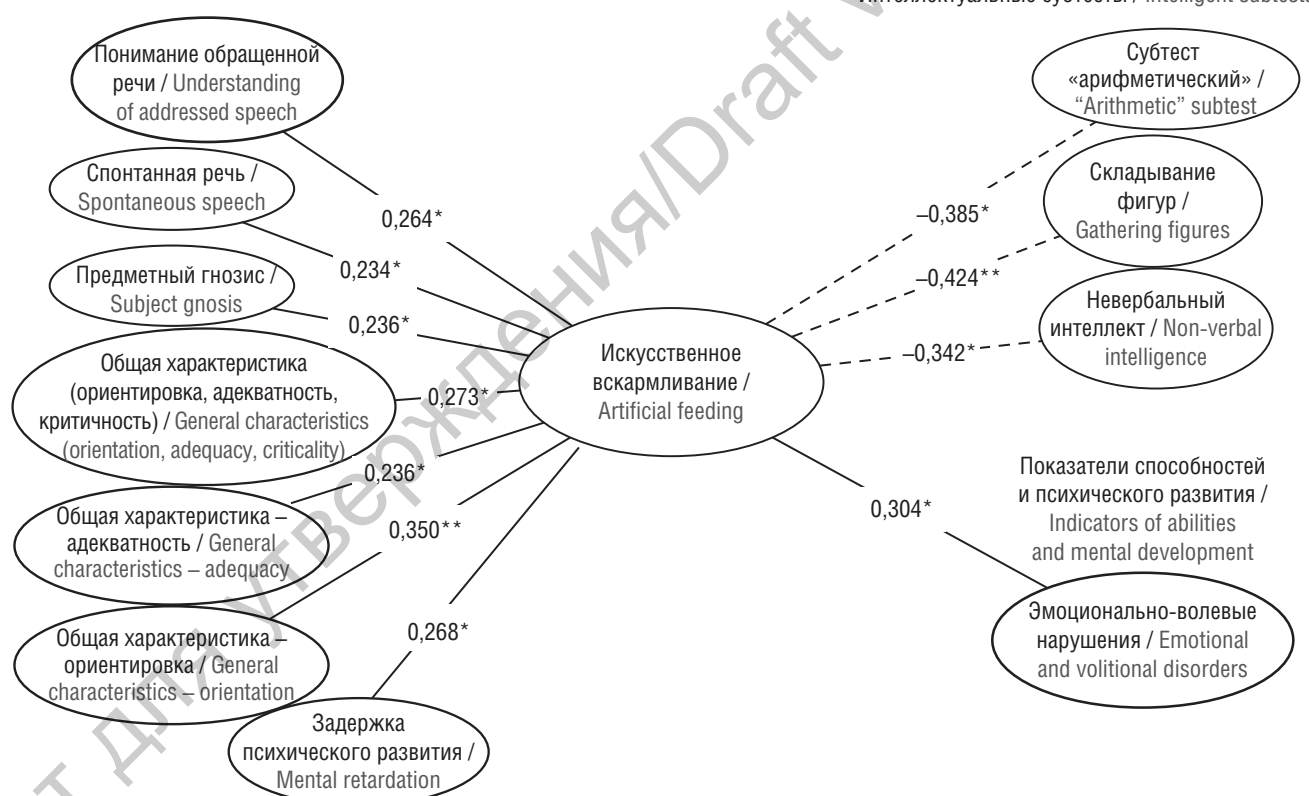 Интеллектуальные субтесты / Intelligent subtests
Понимание обращенной
речи / Understanding
of addressed speech
Спонтанная речь /
Spontaneous speech
Предметный гнозис /
Subject gnosis
Общая характеристика
(ориентировка, адекватность,
критичность) / General characteristics
(orientation, adequacy, criticality)
Общая характеристика –
адекватность / General
characteristics – adequacy
Общая характеристика –
ориентировка / General
characteristics – orientation
Задержка
психического развития /
Mental retardation
0,264*
0,234*
0,236*
0,273*
0,236*
0,350**
0,268*
Искусственное
вскармливание /
Artificial feeding
–0,385*
–0,424**
–0,342*
0,304*
Субтест
«арифметический» /
“Arithmetic” subtest
Складывание
фигур /
Gathering figures
Невербальный
интеллект / Non-verbal
intelligence
Показатели способностей
и психического развития /
Indicators of abilities
and mental development
Эмоционально-волевые
нарушения / Emotional
and volitional disorders
для утверждения/Draft